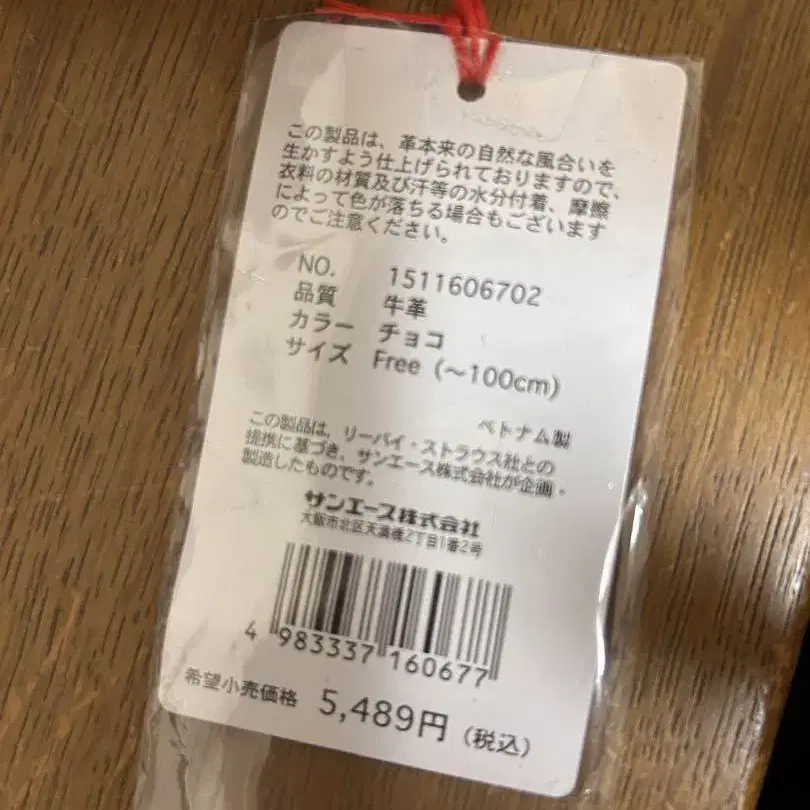 この製品は、革本来の自然な風合いを
生かすよう仕上げられておりますので、
衣料の材質及び汗等の水分付着、摩擦
によって色が落ちる場合もございます
のでご注意ください。
NO. 1511606702
品質 牛革
カラー チョコ
サイズ Free (～100cm)
ベトナム製
この製品は、リーバイ・ストラウス社との
提携に基づき、サンエース株式会社が企画・
製造したものです。
サンエース株式会社
大阪市北区天満橋2丁目1番2号
4 983337 160677
希望小売価格 5,489円 (税込)